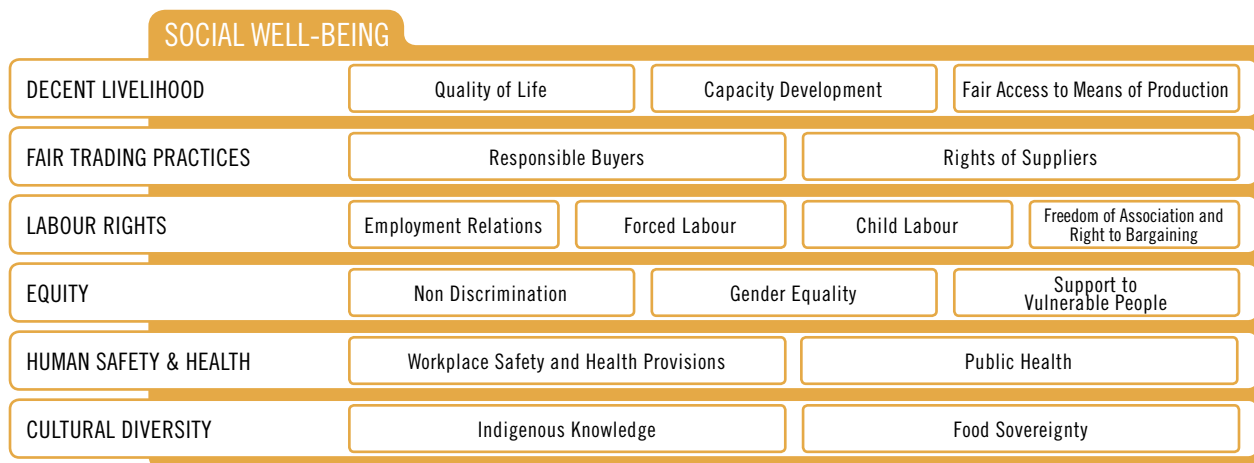 SOCIAL WELL-BEING
DECENT LIVELIHOOD
Quality of Life
Capacity Development
Fair Access to Means of Production
FAIR TRADING PRACTICES
Responsible Buyers
Rights of Suppliers
LABOUR RIGHTS
Employment Relations
Forced Labour
Child Labour
Freedom of Association and
Right to Bargaining
EQUITY
Non Discrimination
Gender Equality
Support to
Vulnerable People
HUMAN SAFETY & HEALTH
Workplace Safety and Health Provisions
Public Health
CULTURAL DIVERSITY
Indigenous Knowledge
Food Sovereignty